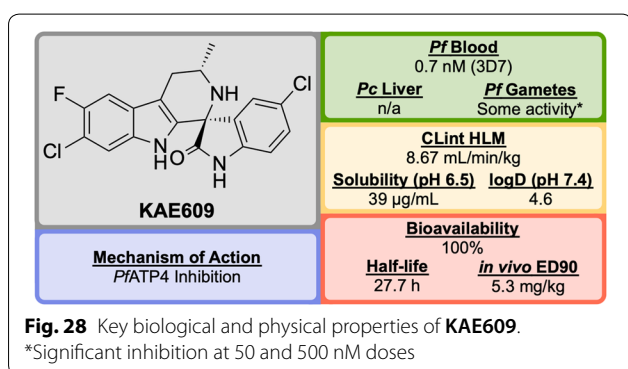 F
Cl
NH
N
H
O
N
H
Cl
KAE609
Mechanism of Action
PfATP4 Inhibition
Pf Blood
0.7 nM (3D7)
Pc Liver Pf Gametes
n/a Some activity*
CLint HLM
8.67 mL/min/kg
Solubility (pH 6.5) logD (pH 7.4)
39 µg/mL 4.6
Bioavailability
100%
Half-life in vivo ED90
27.7 h 5.3 mg/kg
Fig. 28 Key biological and physical properties of KAE609.
*Significant inhibition at 50 and 500 nM doses